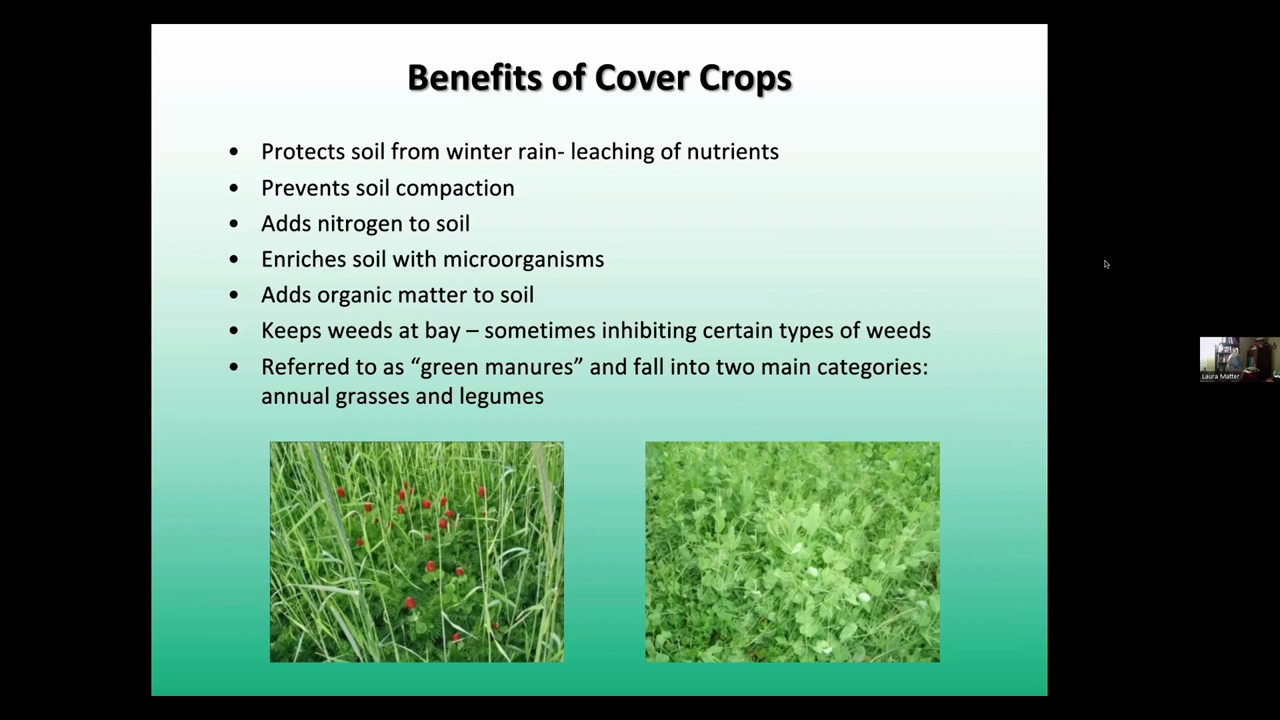 Benefits of Cover Crops
• Protects soil from winter rain- leaching of nutrients
• Prevents soil compaction
• Adds nitrogen to soil
• Enriches soil with microorganisms
• Adds organic matter to soil
• Keeps weeds at bay – sometimes inhibiting certain types of weeds
• Referred to as “green manures” and fall into two main categories:
annual grasses and legumes
Laura Matter